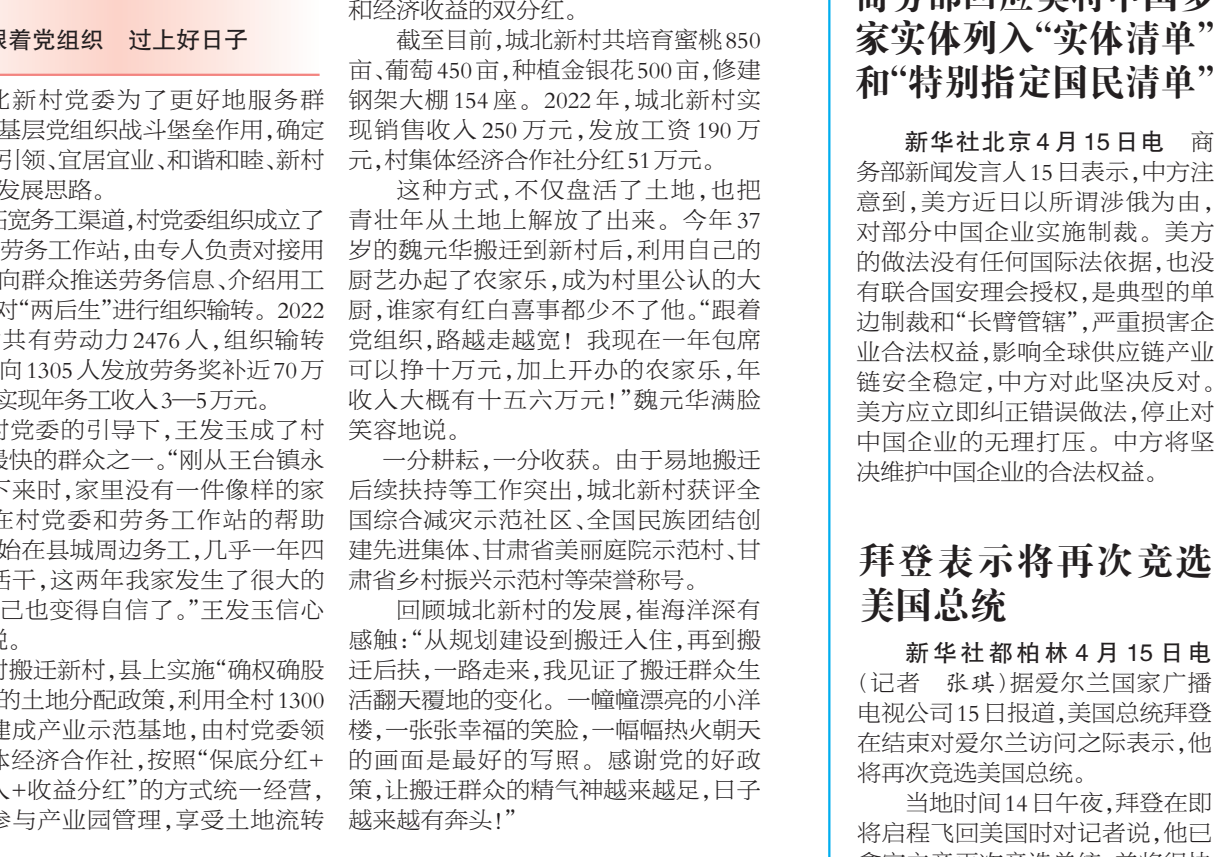 跟着党组织 过上好日子
北新村党委为了更好地服务群
基层党组织战斗堡垒作用,确定
引领、宜居宜业、和谐和睦、新村
发展思路。
拓宽务工渠道,村党委组织成立了
劳务工作站,由专人负责对接用
向群众推送劳务信息、介绍用工
对“两后生”进行组织输转。2022
共有劳动力2476人,组织输转
向1305人发放劳务奖补近70万
实现年务工收入3—5万元。
村党委的引导下,王发玉成了村
最快的群众之一。“刚从王台镇永
下来时,家里没有一件像样的家
在村党委和劳务工作站的帮助
始在县城周边务工,几乎一年四
活干,这两年我家发生了很大的
己也变得自信了。”王发玉信心
说。
村搬迁新村,县上实施“确权确股
的土地分配政策,利用全村1300
建成产业示范基地,由村党委领
体经济合作社,按照“保底分红+
入+收益分红”的方式统一经营,
参与产业园管理,享受土地流转
和经济收益的双分红。
截至目前,城北新村共培育蜜桃850
亩、葡萄450亩,种植金银花500亩,修建
钢架大棚154座。2022年,城北新村实
现销售收入250万元,发放工资190万
元,村集体经济合作社分红51万元。
这种方式,不仅盘活了土地,也把
青壮年从土地上解放了出来。今年37
岁的魏元华搬迁到新村后,利用自己的
厨艺办起了农家乐,成为村里公认的大
厨,谁家有红白喜事都少不了他。“跟着
党组织,路越走越宽!我现在一年包席
可以挣十万元,加上开办的农家乐,年
收入大概有十五六万元!”魏元华满脸
笑容地说。
一分耕耘,一分收获。由于易地搬迁
后续扶持等工作突出,城北新村获评全
国综合减灾示范社区、全国民族团结创
建先进集体、甘肃省美丽庭院示范村、甘
肃省乡村振兴示范村等荣誉称号。
回顾城北新村的发展,崔海洋深有
感触:“从规划建设到搬迁入住,再到搬
迁后扶,一路走来,我见证了搬迁群众生
活翻天覆地的变化。一幢幢漂亮的小洋
楼,一张张幸福的笑脸,一幅幅热火朝天
的画面是最好的写照。感谢党的好政
策,让搬迁群众的精气神越来越足,日子
越来越有奔头!”
商务部回应美将中国多
家实体列入“实体清单”
和“特别指定国民清单”
新华社北京4月15日电 商
务部新闻发言人15日表示,中方注
意到,美方近日以所谓涉俄为由,
对部分中国企业实施制裁。美方
的做法没有任何国际法依据,也没
有联合国安理会授权,是典型的单
边制裁和“长臂管辖”,严重损害企
业合法权益,影响全球供应链产业
链安全稳定,中方对此坚决反对。
美方应立即纠正错误做法,停止对
中国企业的无理打压。中方将坚
决维护中国企业的合法权益。
拜登表示将再次竞选
美国总统
新华社都柏林4月15日电
(记者 张琪)据爱尔兰国家广播
电视公司15日报道,美国总统拜登
在结束对爱尔兰访问之际表示,他
将再次竞选美国总统。
当地时间14日午夜,拜登在即
将启程飞回美国时对记者说,他已